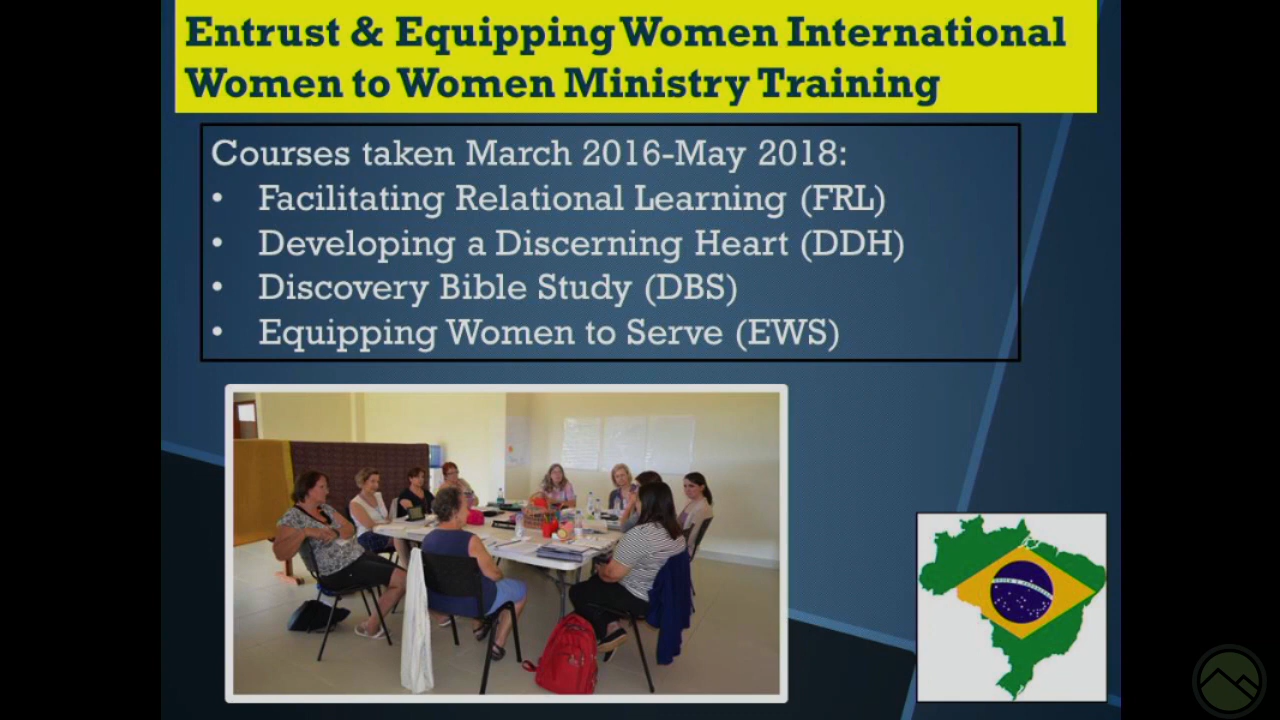 Entrust & Equipping Women International
Women to Women Ministry Training
Courses taken March 2016-May 2018:
• Facilitating Relational Learning (FRL)
• Developing a Discerning Heart (DDH)
• Discovery Bible Study (DBS)
• Equipping Women to Serve (EWS)